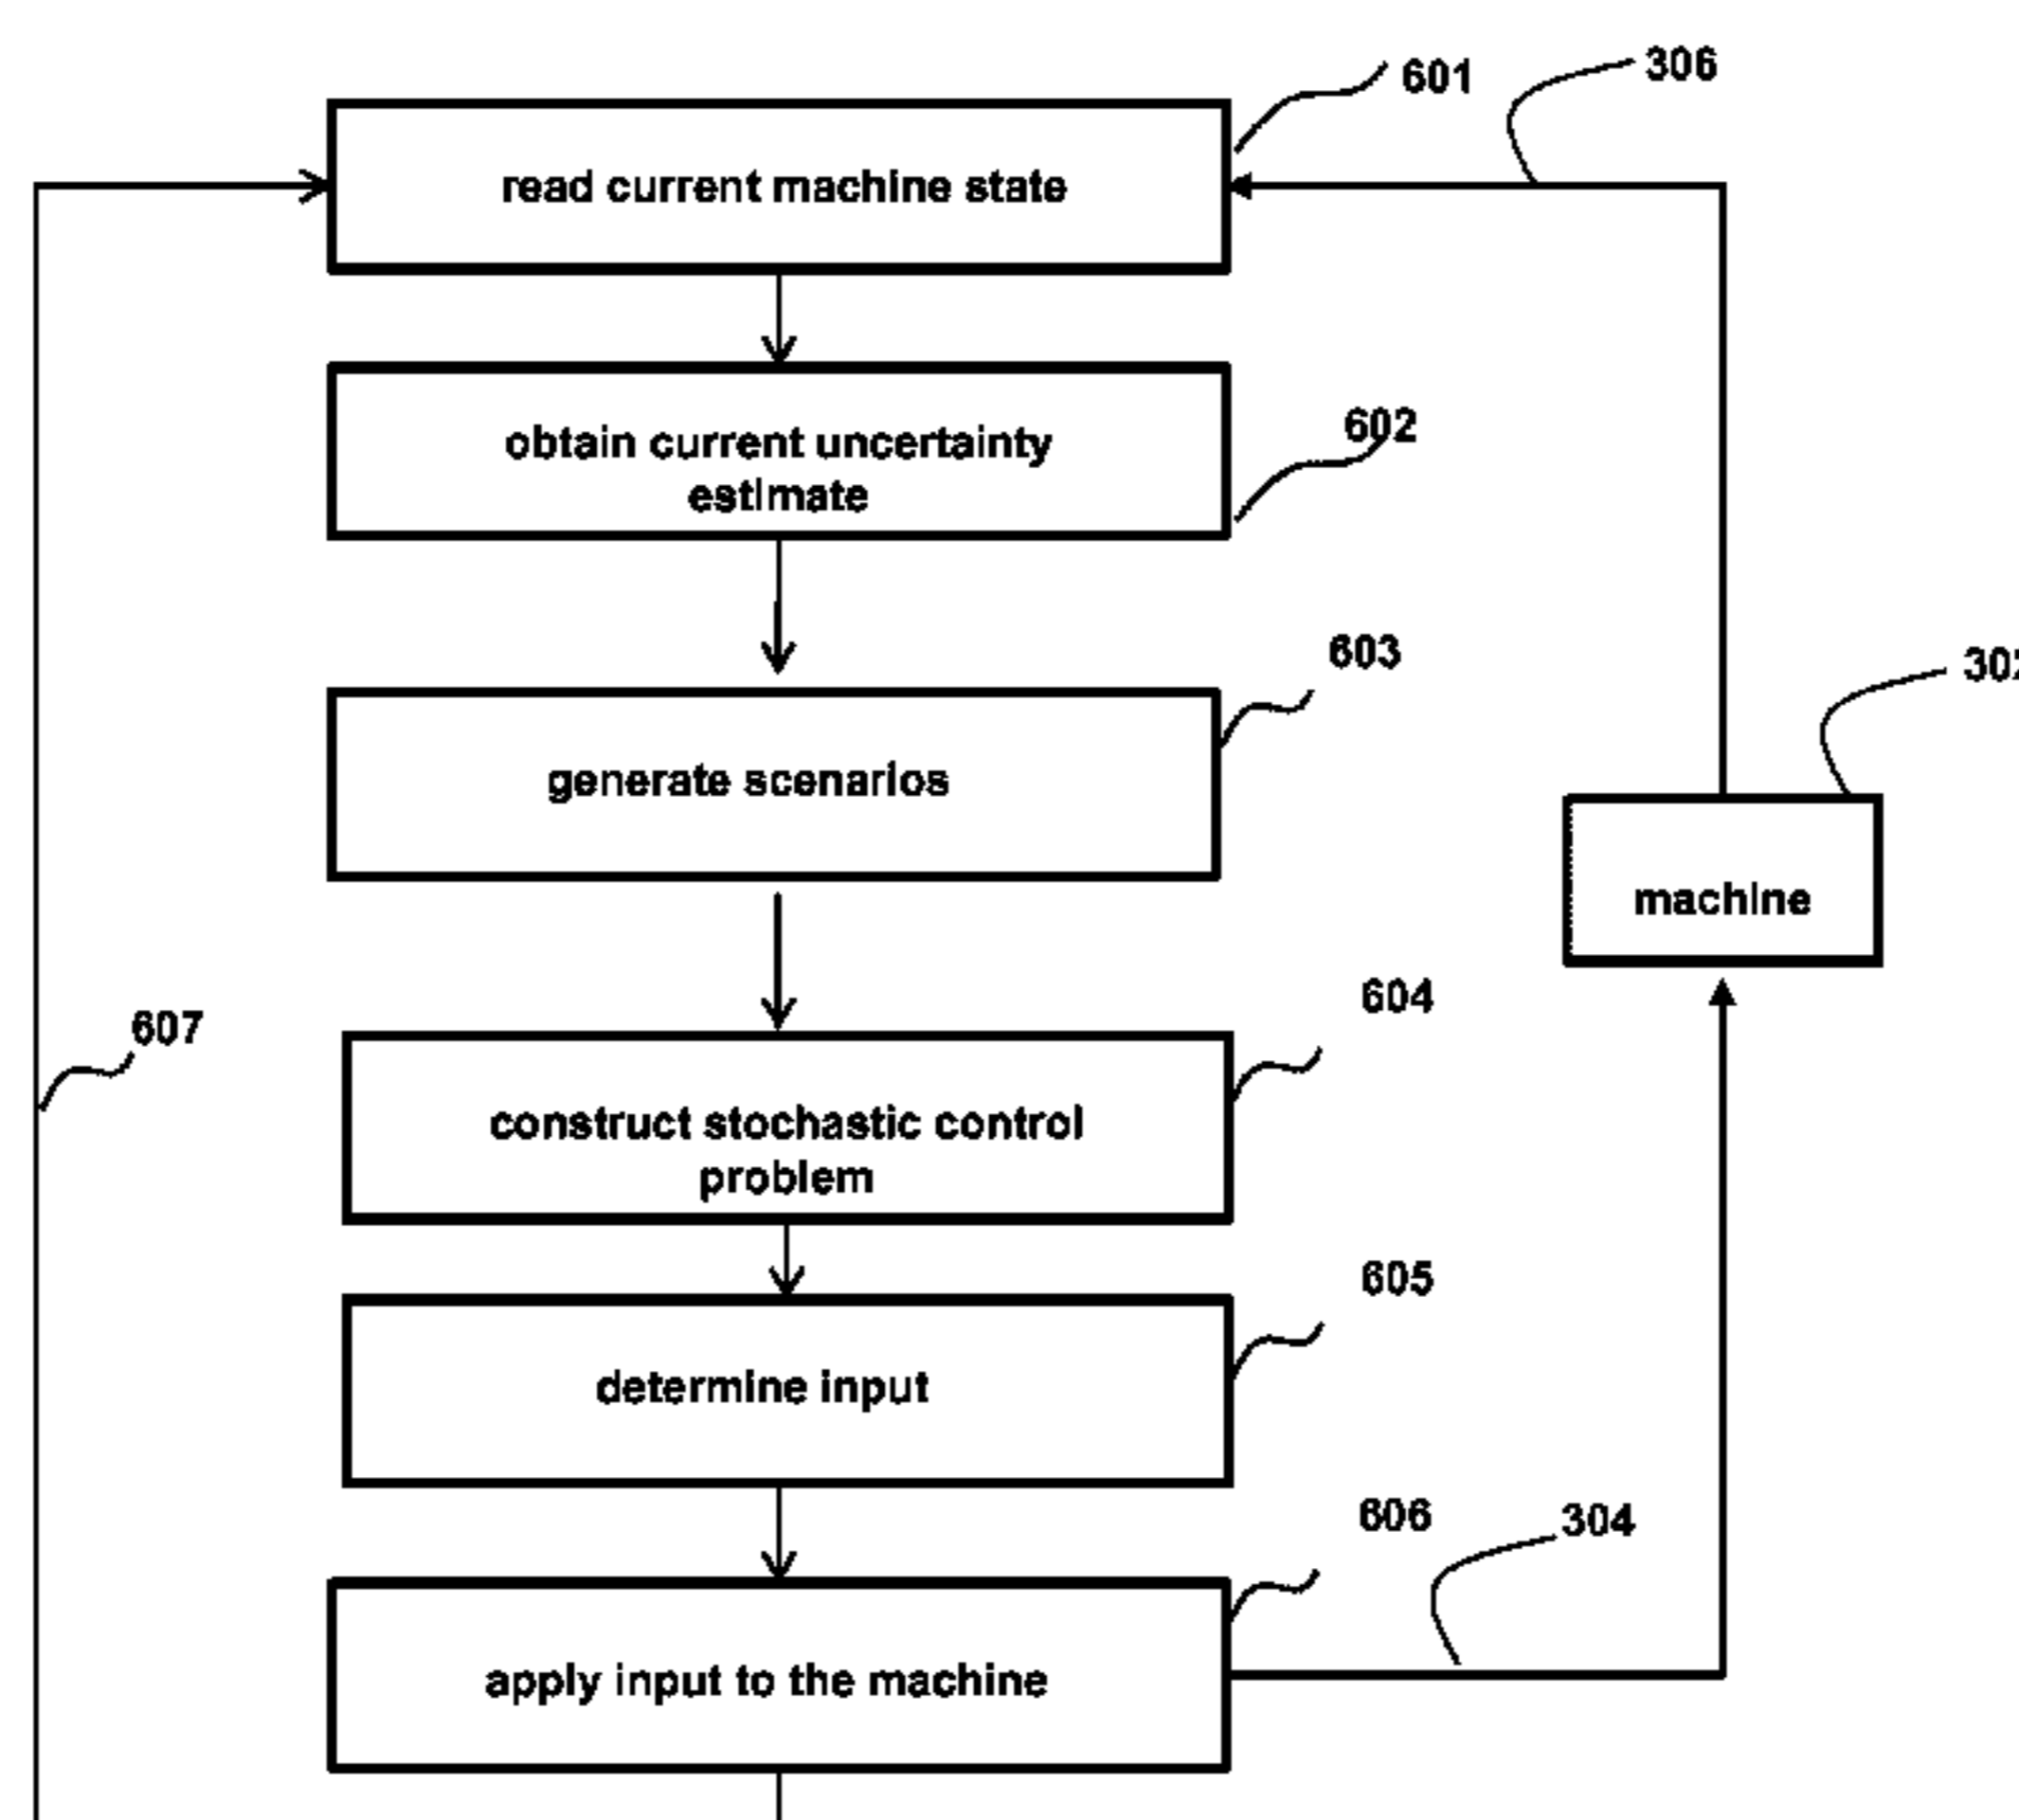 601
306
read current machine state
602
obtain current uncertainty
estimate
603
generate scenarios
machine
604
607
construct stochastic control
problem
605
determine input
606
304
apply input to the machine